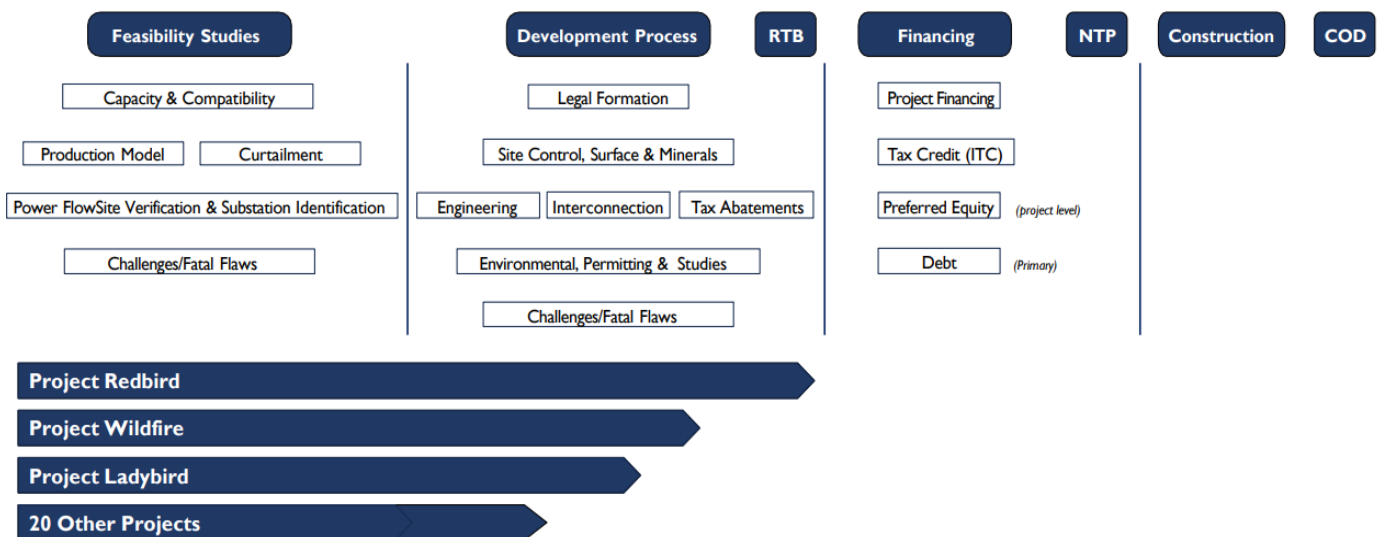 Feasibility Studies
Development Process
RTB
Financing
NTP
Construction
COD
Capacity & Compatibility
Production Model
Curtailment
Power FlowSite Verification & Substation Identification
Challenges/Fatal Flaws
Legal Formation
Site Control, Surface & Minerals
Engineering
Interconnection
Tax Abatements
Environmental, Permitting & Studies
Challenges/Fatal Flaws
Project Financing
Tax Credit (ITC)
Preferred Equity (project level)
Debt (Primary)
Project Redbird
Project Wildfire
Project Ladybird
20 Other Projects